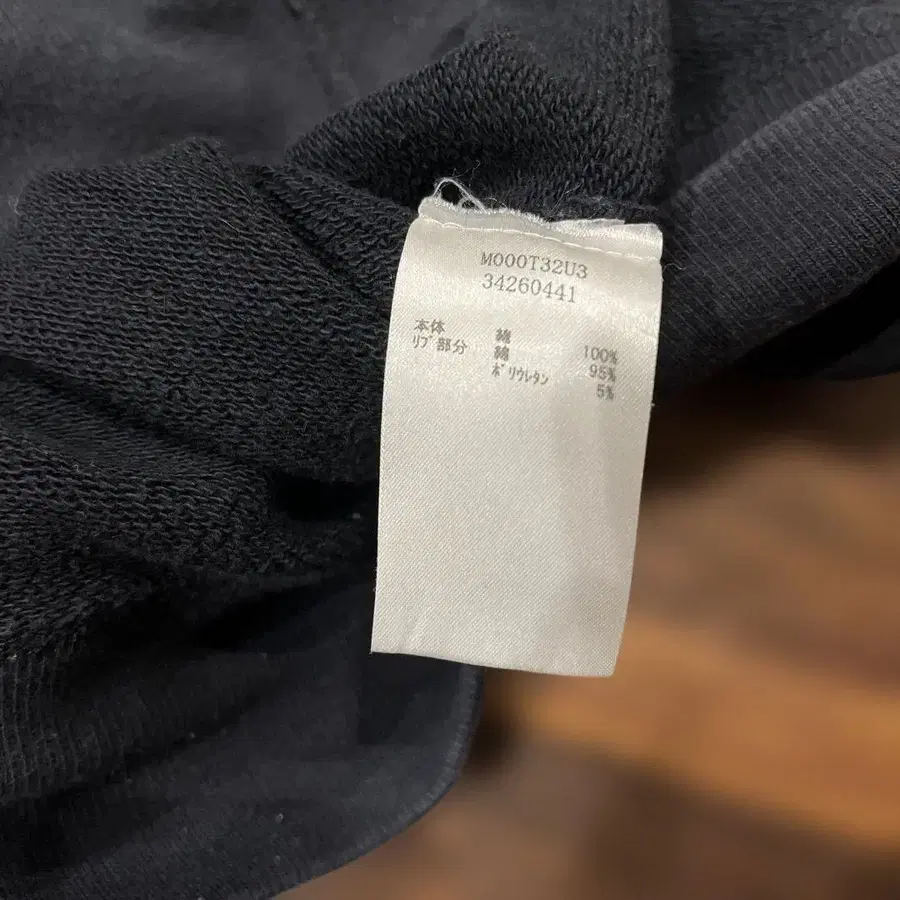 M000T32U3
34260441
本体 綿 100%
リブ部分 綿 95%
ポリウレタン 5%